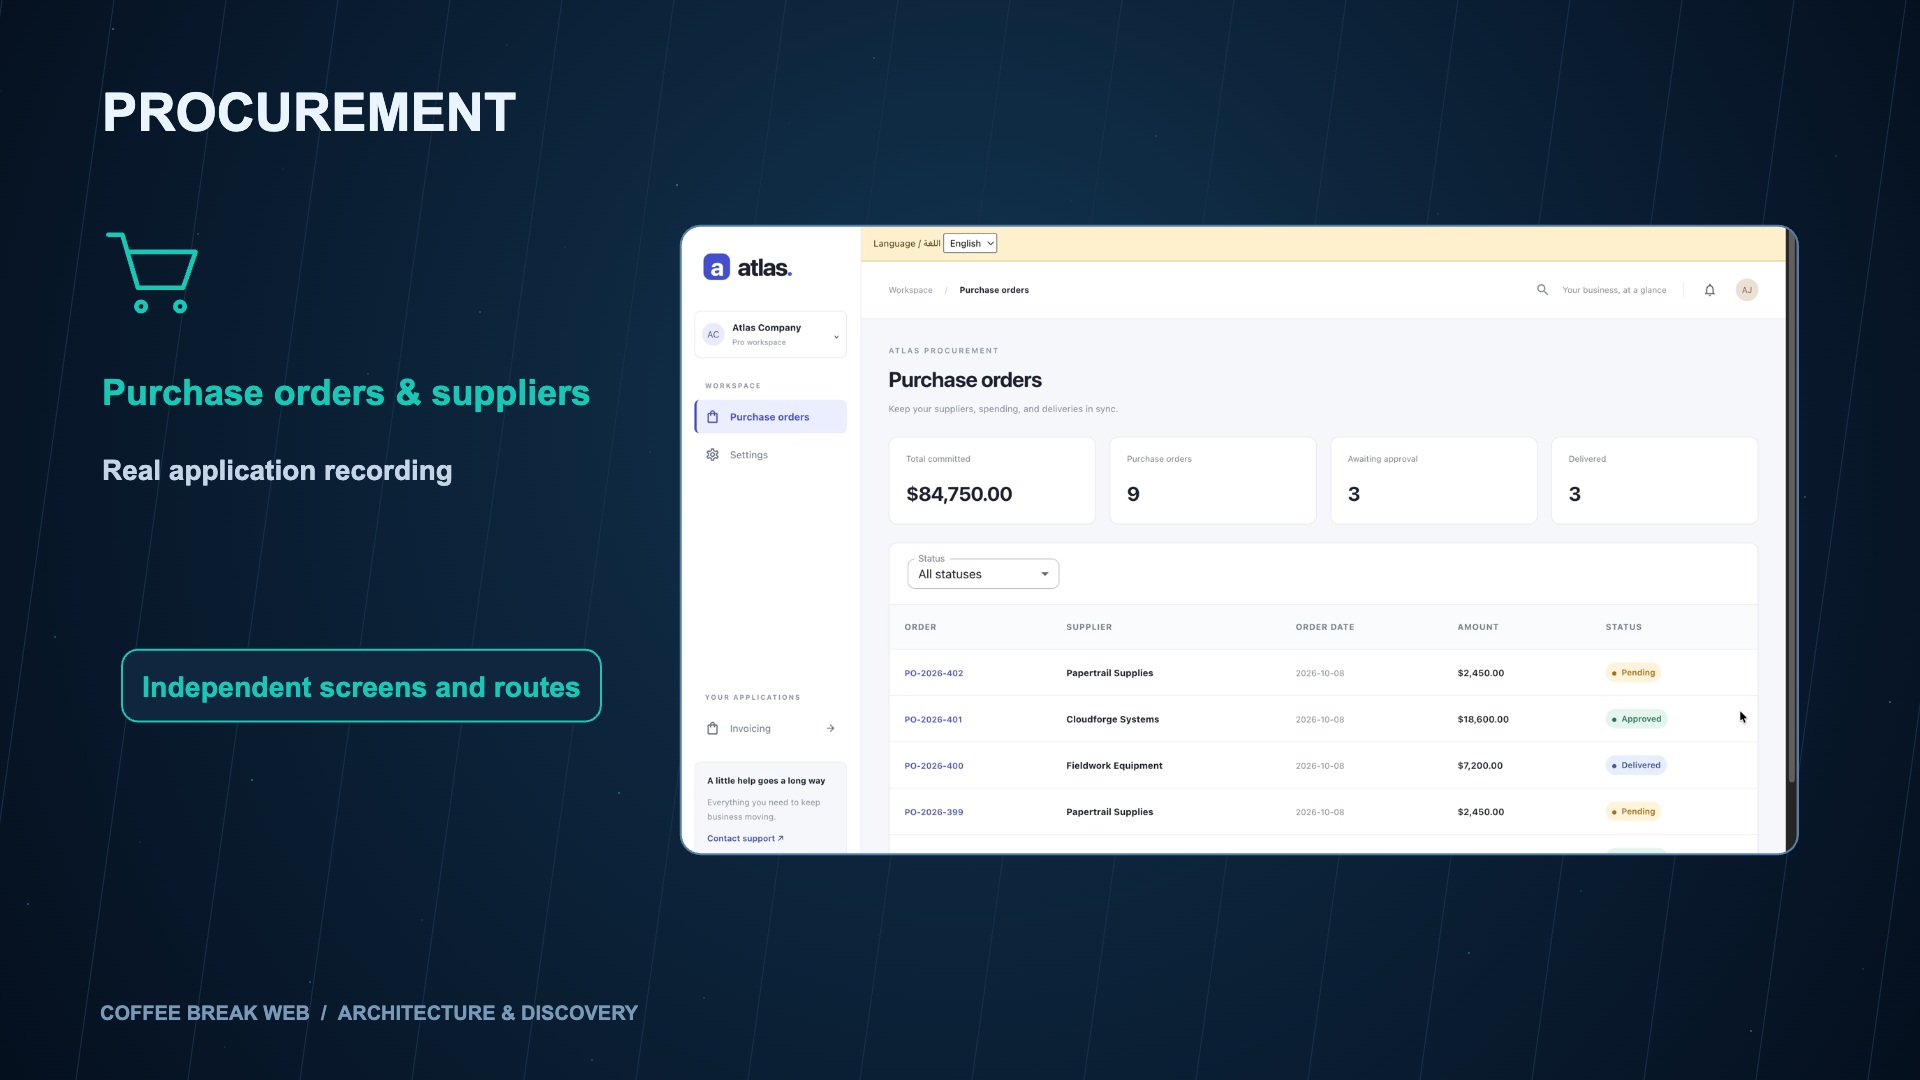 PROCUREMENT
Purchase orders & suppliers
Real application recording
Independent screens and routes
a atlas.
AC Atlas Company
Pro workspace
WORKSPACE
Purchase orders
Settings
YOUR APPLICATIONS
Invoicing
A little help goes a long way
Everything you need to keep
business moving.
Contact support ↗
Language / اللغة English
Workspace / Purchase orders
Your business, at a glance AJ
ATLAS PROCUREMENT
Purchase orders
Keep your suppliers, spending, and deliveries in sync.
Total committed Purchase orders Awaiting approval Delivered
$84,750.00 9 3 3
Status
All statuses
ORDER SUPPLIER ORDER DATE AMOUNT STATUS
PO-2026-402 Papertrail Supplies 2026-10-08 $2,450.00 Pending
PO-2026-401 Cloudforge Systems 2026-10-08 $18,600.00 Approved
PO-2026-400 Fieldwork Equipment 2026-10-08 $7,200.00 Delivered
PO-2026-399 Papertrail Supplies 2026-10-08 $2,450.00 Pending
COFFEE BREAK WEB / ARCHITECTURE & DISCOVERY